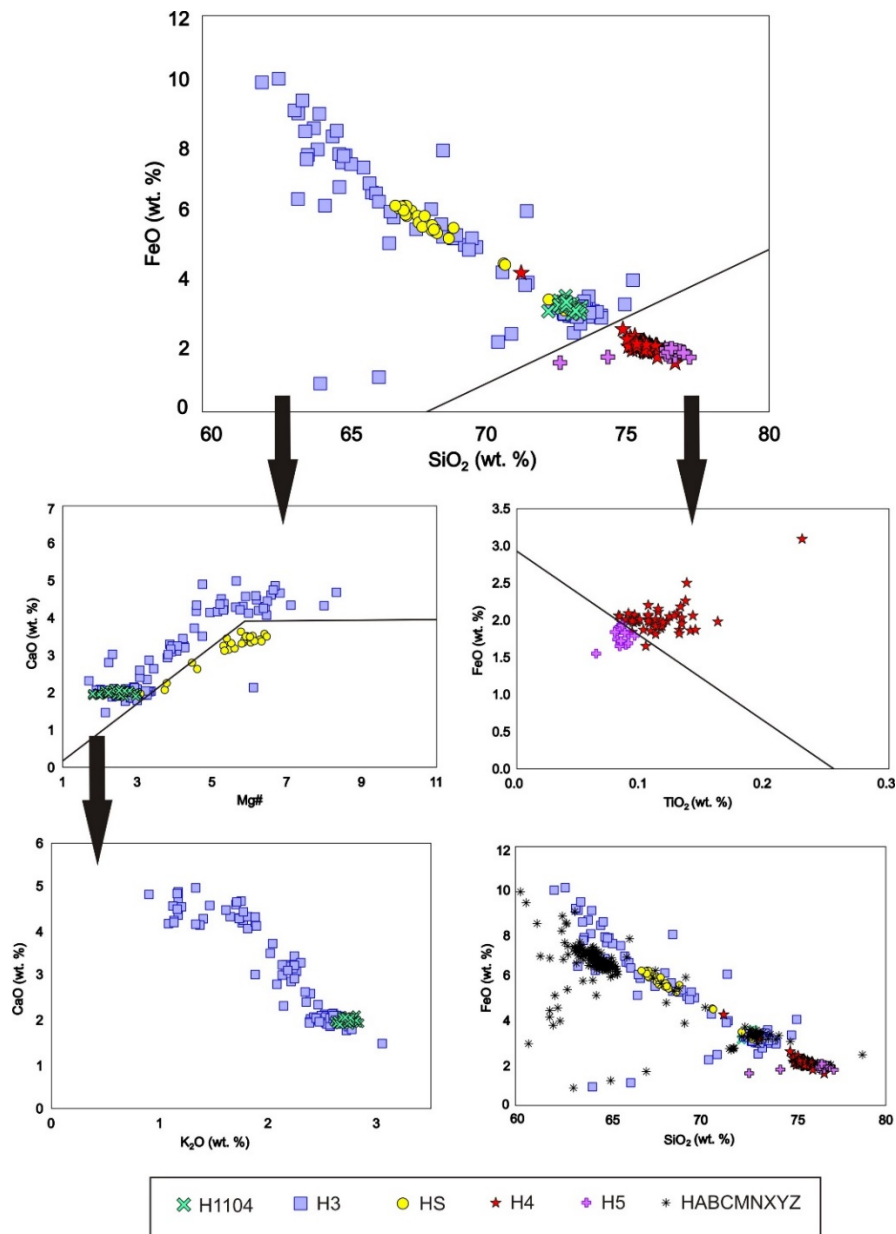 12
10
8
6
4
2
0
FeO (wt. %)
60 65 70 75 80
SiO₂ (wt. %)
7
6
5
4
3
2
1
0
CaO (wt. %)
1 3 5 7 9 11
Mg#
3.5
3.0
2.5
2.0
1.5
1.0
0.5
0.0
FeO (wt. %)
0.0 0.1 0.2 0.3
TiO₂ (wt. %)
6
5
4
3
2
1
0
CaO (wt. %)
0 1 2 3
K₂O (wt. %)
12
10
8
6
4
2
0
FeO (wt. %)
60 65 70 75 80
SiO₂ (wt. %)
H1104 H3 HS H4 H5 HABCMNXYZ